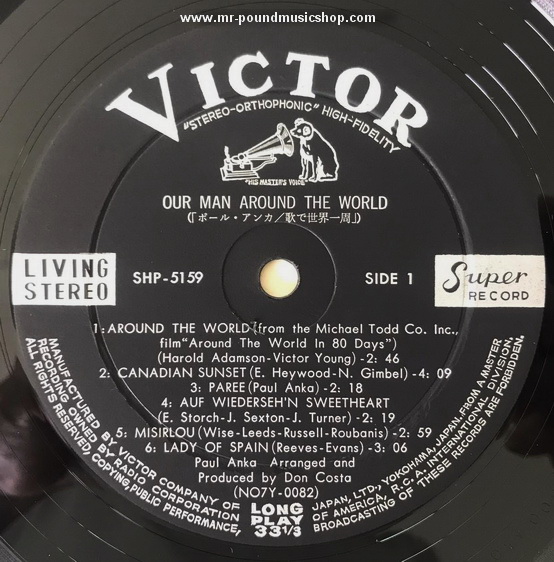 www.mr-poundmusicshop.com
VICTOR
"STEREO-ORTHOPHONIC" HIGH-FIDELITY
"HIS MASTER'S VOICE"
OUR MAN AROUND THE WORLD
(「ポール・アンカ/歌で世界一周」)
LIVING STEREO
SHP-5159
SIDE 1
Super RECORD
1: AROUND THE WORLD (from the Michael Todd Co. Inc.,
film "Around The World In 80 Days")
(Harold Adamson-Victor Young)-2: 46
2: CANADIAN SUNSET (E. Heywood-N. Gimbel)-4: 09
3: PAREE (Paul Anka)-2: 18
4: AUF WIEDERSEH'N SWEETHEART
(E. Storch-J. Sexton-J. Turner)-2: 19
5: MISIRLOU (Wise-Leeds-Russell-Roubanis)-2: 59
6: LADY OF SPAIN (Reeves-Evans)-3: 06
Paul Anka Arranged and
Produced by Don Costa
(NO7Y-0082)
LONG
PLAY
33 1/3
MANUFACTURED BY VICTOR COMPANY OF JAPAN, LTD., YOKOHAMA, JAPAN, FROM A MASTER
RECORDING OWNED BY RADIO CORPORATION OF AMERICA, R.C.A. INTERNATIONAL DIVISION,
ALL RIGHTS RESERVED, COPYING, PUBLIC PERFORMANCE, BROADCASTING OF THESE RECORDS ARE FORBIDDEN.